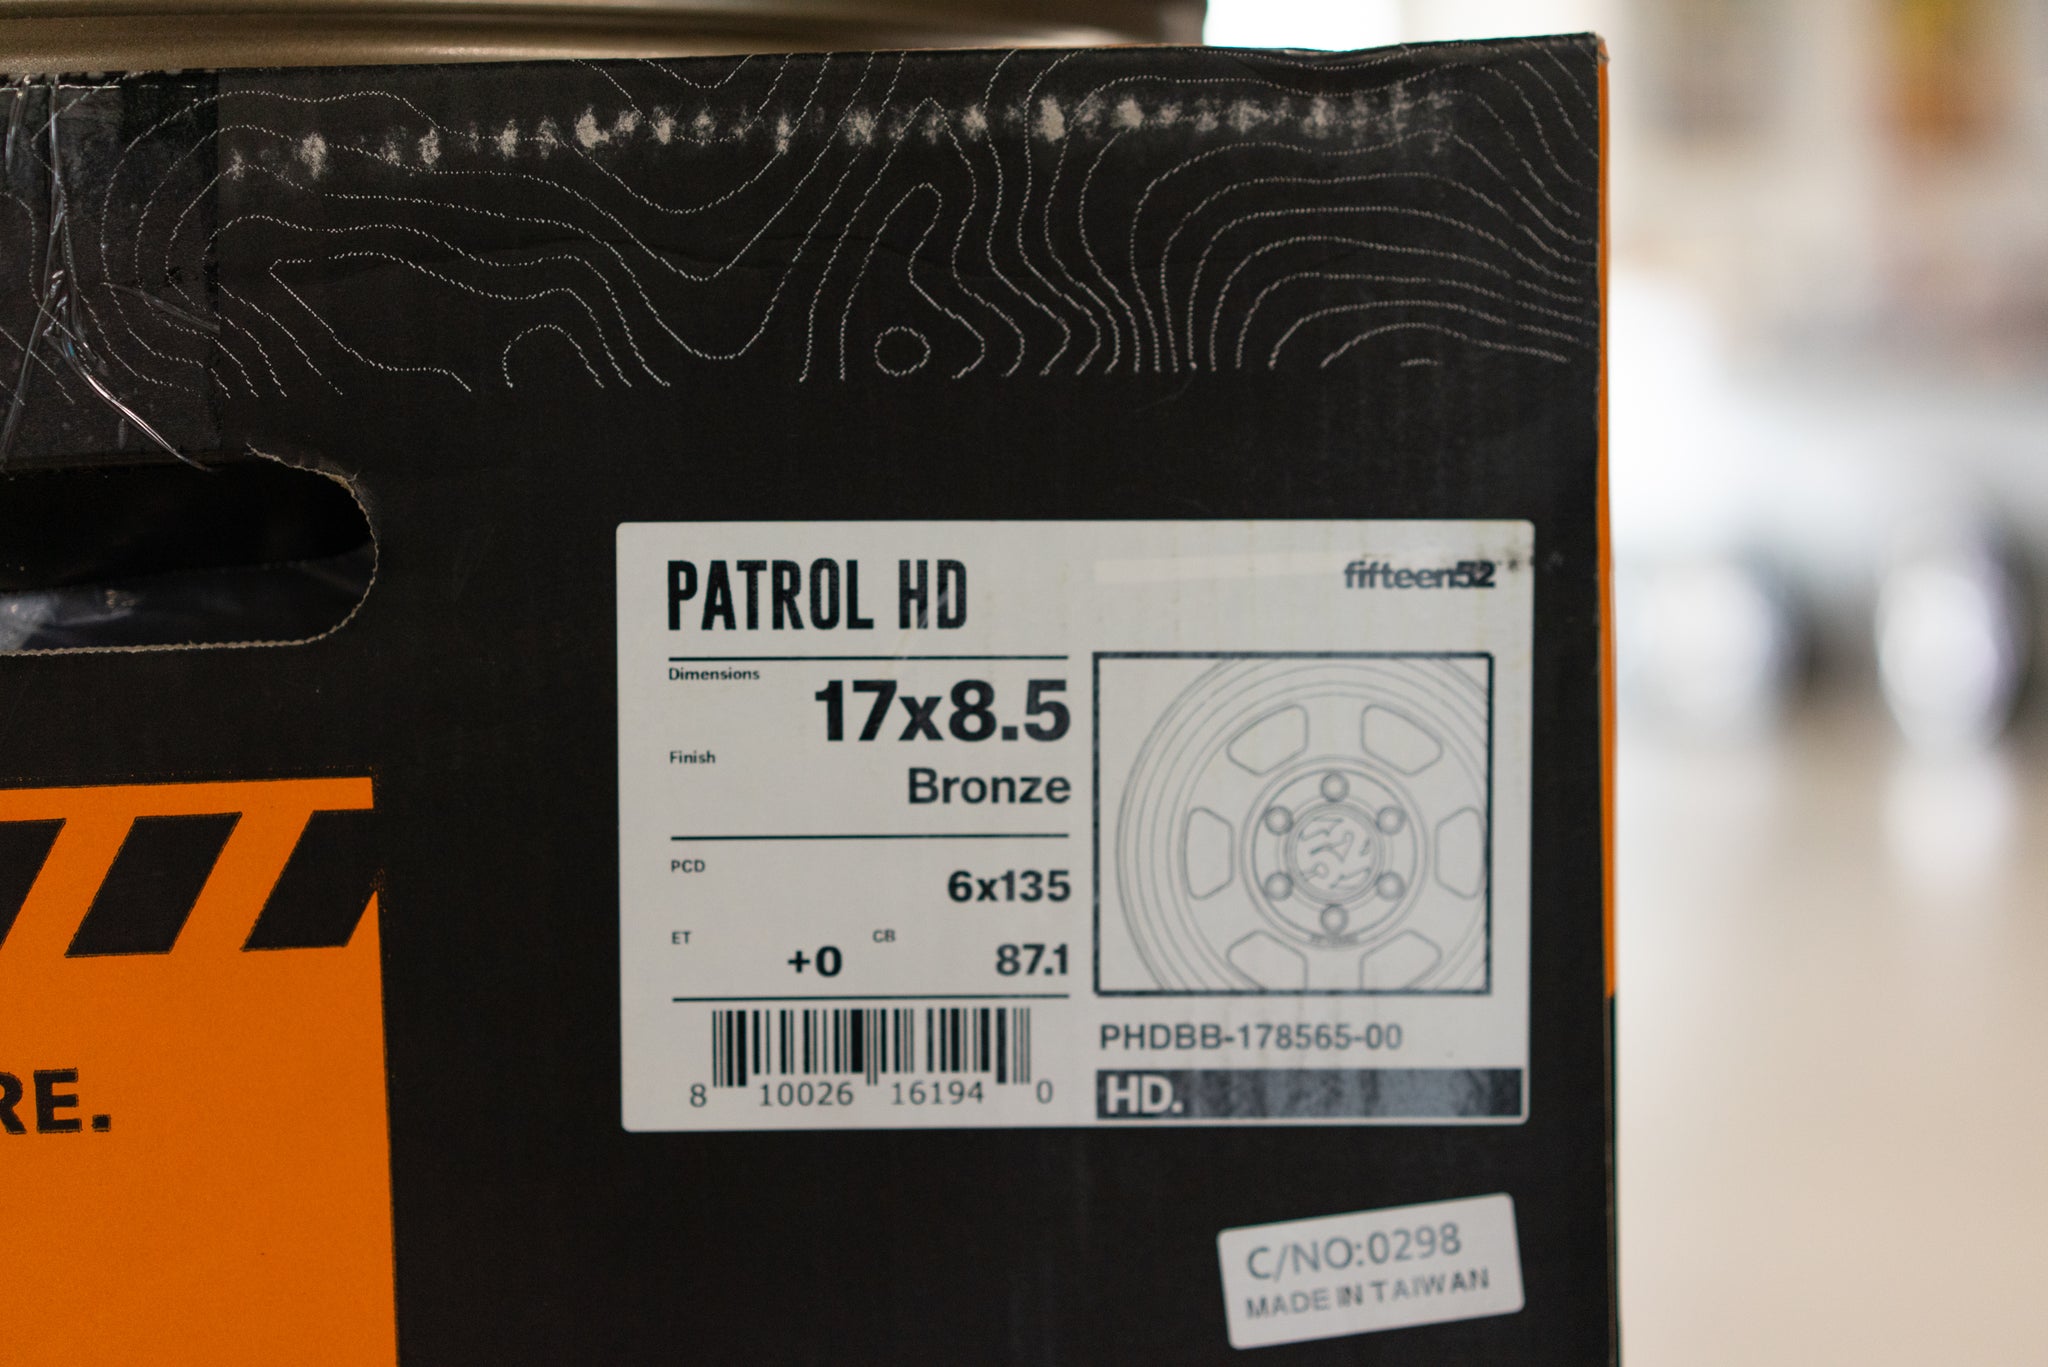 PATROL HD
fifteen52
Dimensions
17x8.5
Finish
Bronze
PCD
6x135
ET
+0
CB
87.1
8 10026 16194 0
PHDBB-178565-00
HD.
RE.
C/NO:0298
MADE IN TAIWAN